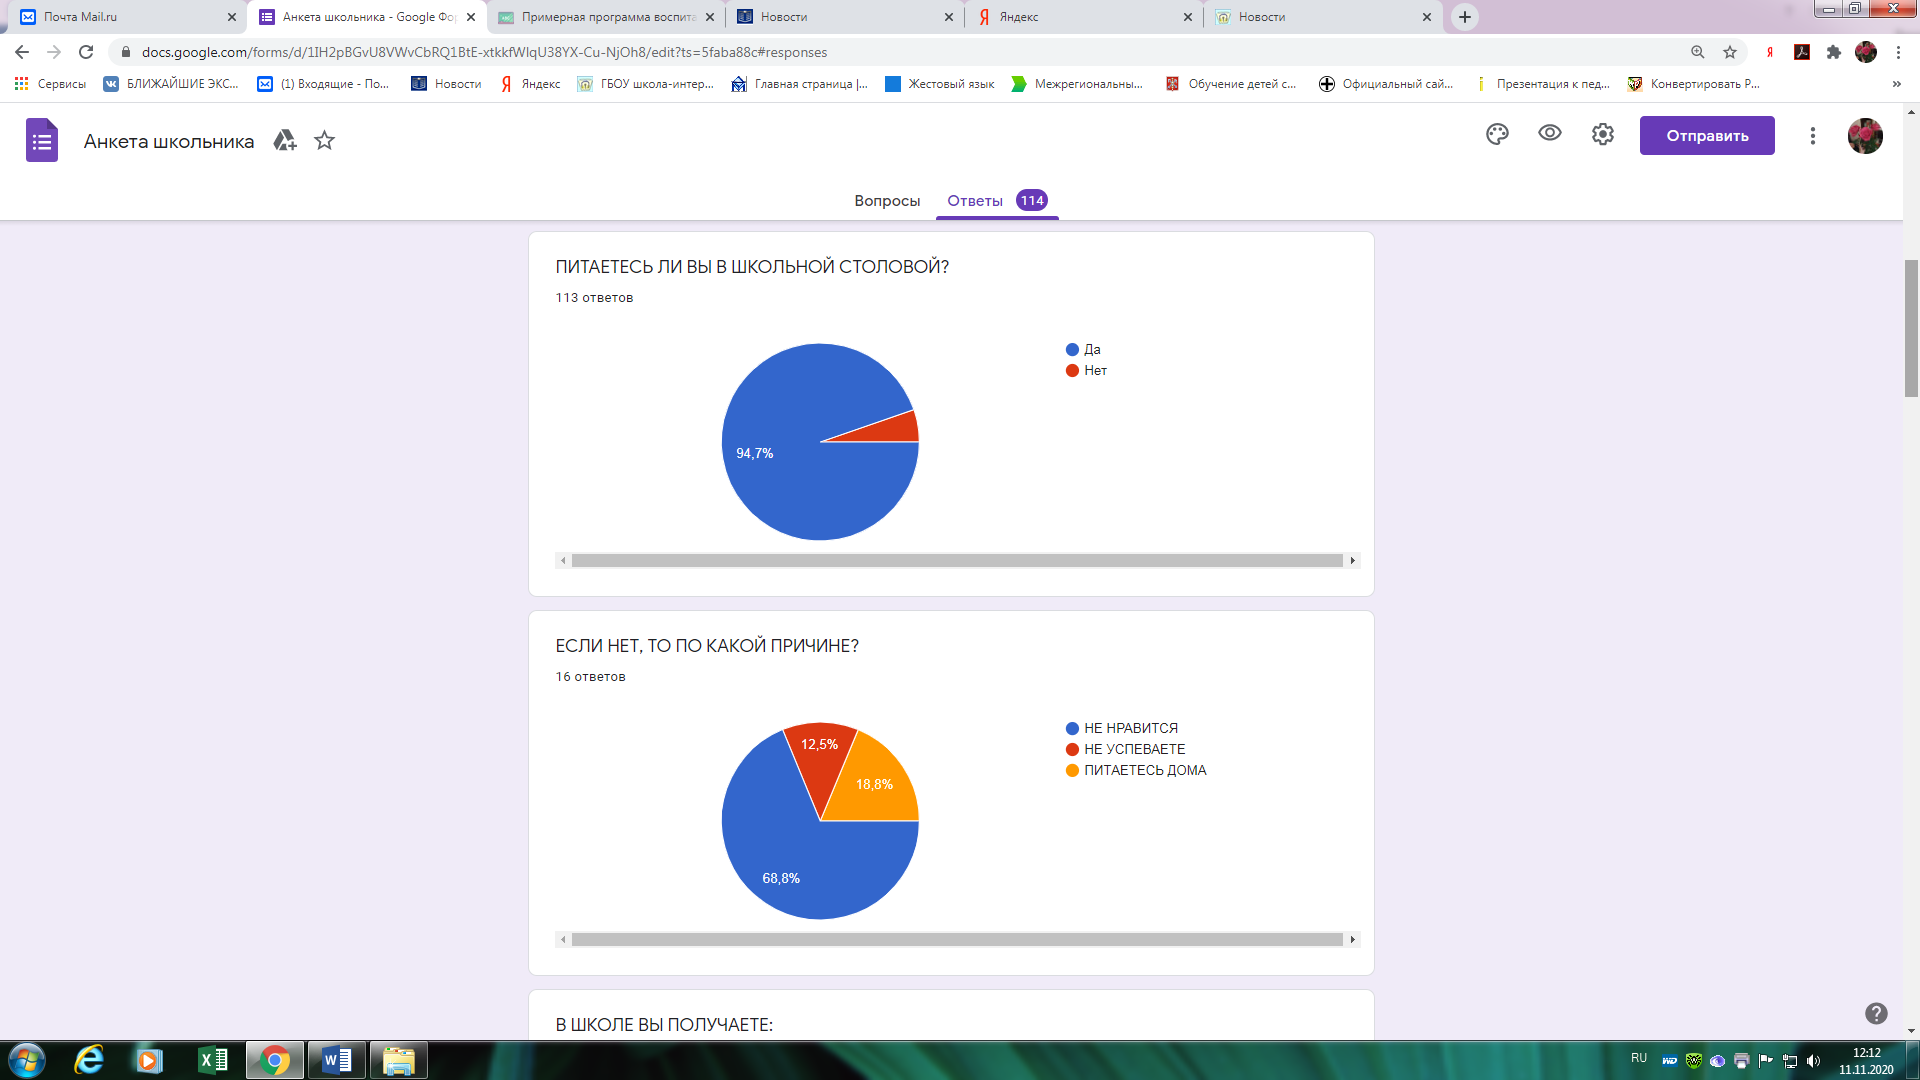 Почта Mail.ru
Анкета школьника - Google Фор
Примерная программа воспита
Новости
Яндекс
Новости
docs.google.com/forms/d/1IH2pBGvU8VWvCbRQ1BtE-xtkkfWlqU38YX-Cu-NjOh8/edit?ts=5faba88c#responses
Сервисы
БЛИЖАЙШИЕ ЭКС...
(1) Входящие - По...
Новости
Яндекс
ГБОУ школа-интер...
Главная страница |...
Жестовый язык
Межрегиональны...
Обучение детей с...
Официальный сай...
Презентация к пед...
Конвертировать P...
»
Анкета школьника
Отправить
Вопросы
Ответы 114
ПИТАЕТЕСЬ ЛИ ВЫ В ШКОЛЬНОЙ СТОЛОВОЙ?
113 ответов
Да
Нет
94,7%
ЕСЛИ НЕТ, ТО ПО КАКОЙ ПРИЧИНЕ?
16 ответов
НЕ НРАВИТСЯ
НЕ УСПЕВАЕТЕ
ПИТАЕТЕСЬ ДОМА
12,5%
18,8%
68,8%
В ШКОЛЕ ВЫ ПОЛУЧАЕТЕ:
RU
12:12
11.11.2020